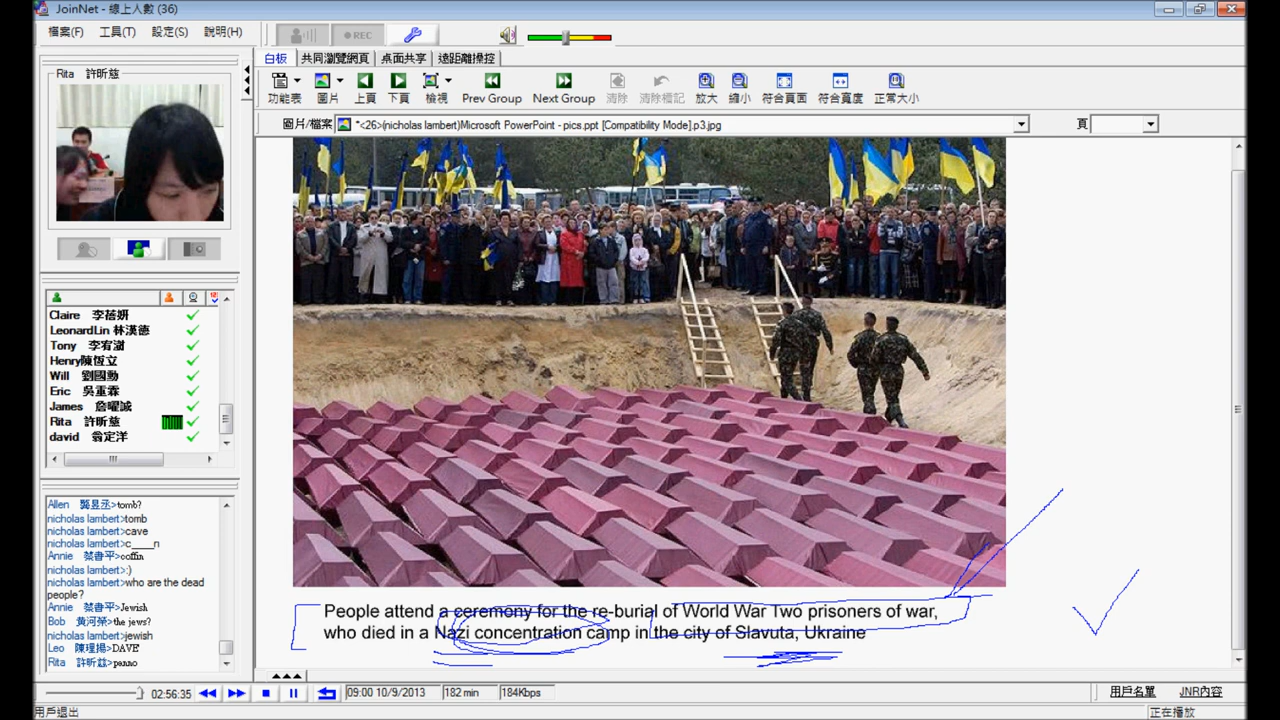 JoinNet - 線上人數 (36)
檔案(F) 工具(T) 設定(S) 說明(H)
REC
Rita 許昕慈
白板 共同瀏覽網頁 桌面共享 遠距離操控
功能表 圖片 上頁 下頁 檢視 Prev Group Next Group 清除 清除標記 放大 縮小 符合頁面 符合寬度 正常大小
圖片/檔案 *<26>(nicholas lambert)Microsoft PowerPoint - pics.ppt [Compatibility Mode].p3.jpg 頁
Claire 李蓓妍
LeonardLin 林漢德
Tony 李宥澍
Henry陳恆立
Will 劉國勳
Eric 吳重霖
James 詹曜誠
Rita 許昕慈
david 翁定洋
Allen 龔昱丞>tomb?
nicholas lambert>tomb
nicholas lambert>cave
nicholas lambert>c____n
Annie 蔡書平>coffin
nicholas lambert>:)
nicholas lambert>who are the dead
people?
Annie 蔡書平>Jewish
Bob 黃河榮>the jews?
nicholas lambert>jewish
Leo 陳理揚>DAVE
Rita 許昕慈>panno
People attend a ceremony for the re-burial of World War Two prisoners of war,
who died in a Nazi concentration camp in the city of Slavuta, Ukraine
02:56:35 09:00 10/9/2013 182 min 184Kbps 用戶名單 JNR內容
用戶退出 正在播放